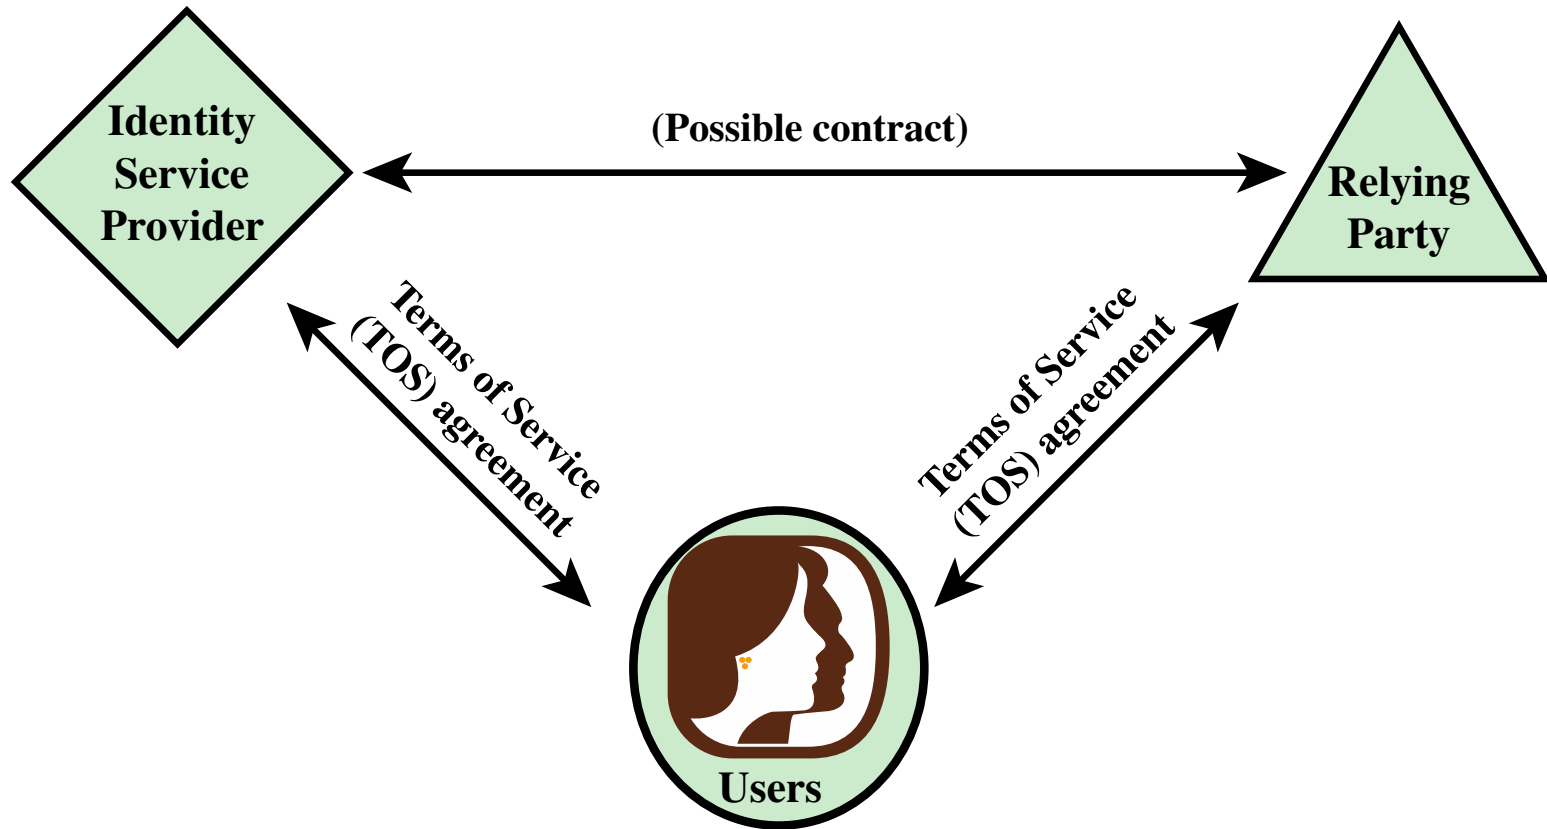 Identity
Service
Provider
(Possible contract)
Relying
Party
Terms of Service
(TOS) agreement
Terms of Service
(TOS) agreement
Users